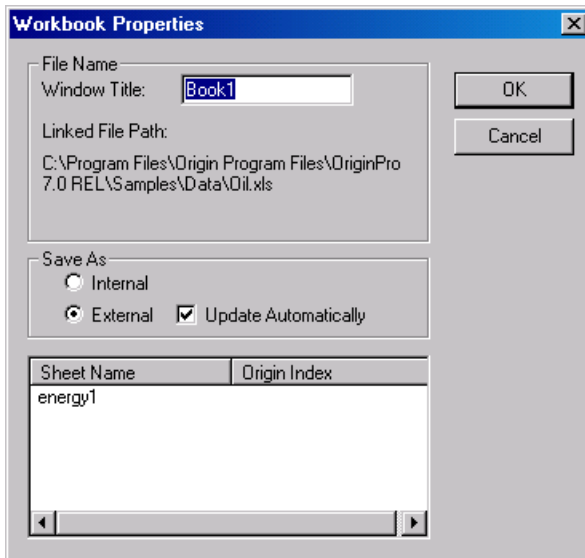 Workbook Properties
File Name
Window Title: Book1
OK
Linked File Path:
Cancel
C:\Program Files\Origin Program Files\OriginPro
7.0 REL\Samples\Data\Oil.xls
Save As
Internal
External Update Automatically
Sheet Name Origin Index
energy1